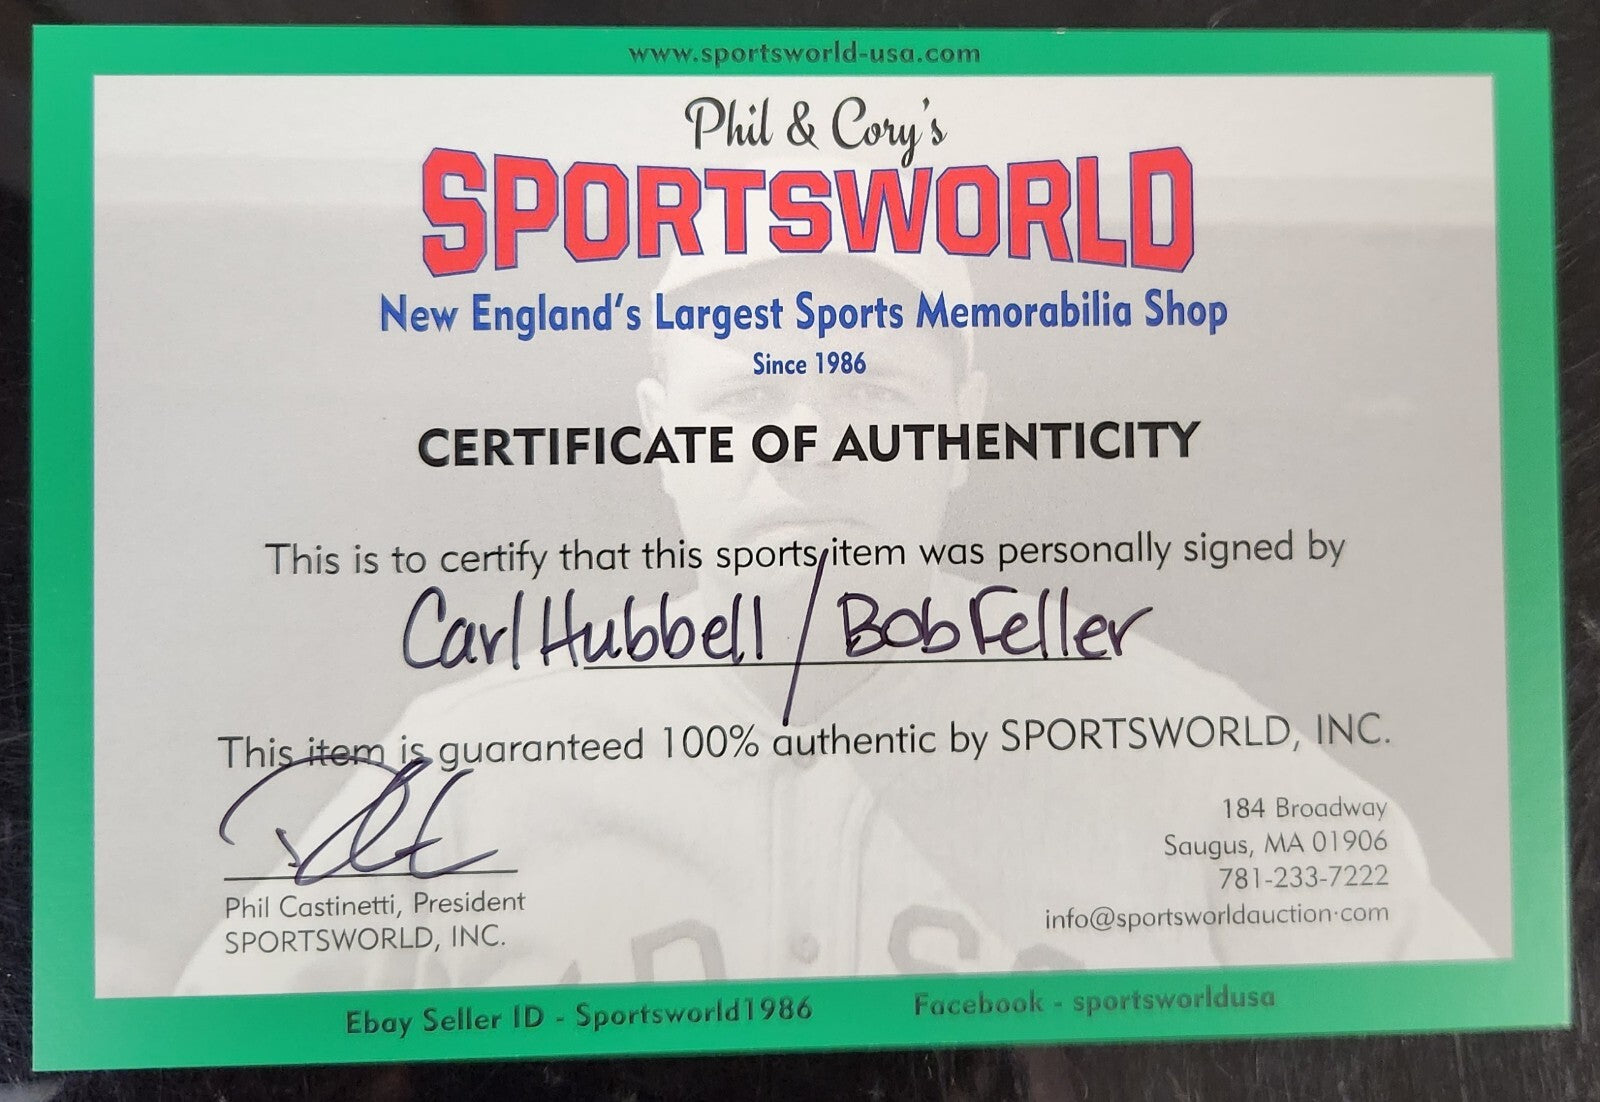 www.sportsworld-usa.com
Phil & Cory's
SPORTSWORLD
New England's Largest Sports Memorabilia Shop
Since 1986
CERTIFICATE OF AUTHENTICITY
This is to certify that this sports item was personally signed by
Carl Hubbell / Bob Feller
This item is guaranteed 100% authentic by SPORTSWORLD, INC.
Phil Castinetti, President
SPORTSWORLD, INC.
184 Broadway
Saugus, MA 01906
781-233-7222
info@sportsworldauction·com
Ebay Seller ID - Sportsworld1986
Facebook - sportsworldusa